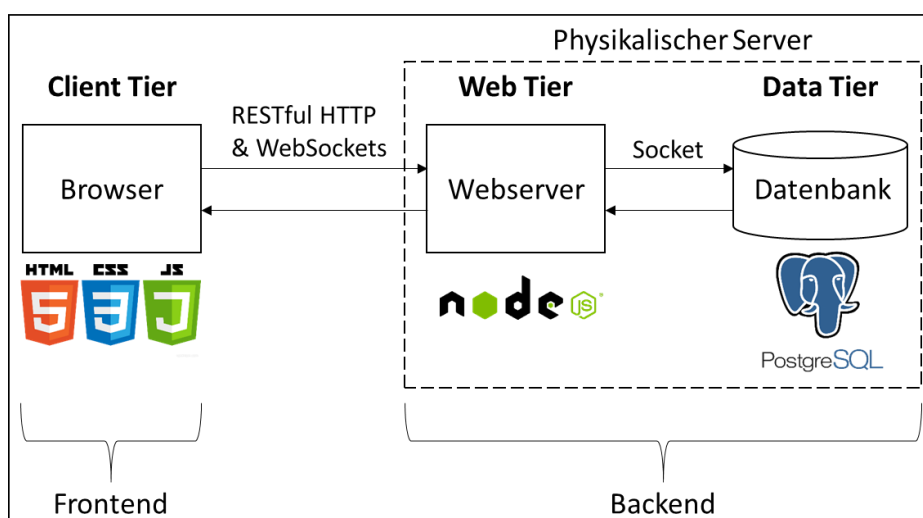 Physikalischer Server
Client Tier
Web Tier
Data Tier
RESTful HTTP
& WebSockets
Socket
Browser
Webserver
Datenbank
HTML CSS JS
5 3 J
node JS
PostgreSQL
Frontend
Backend